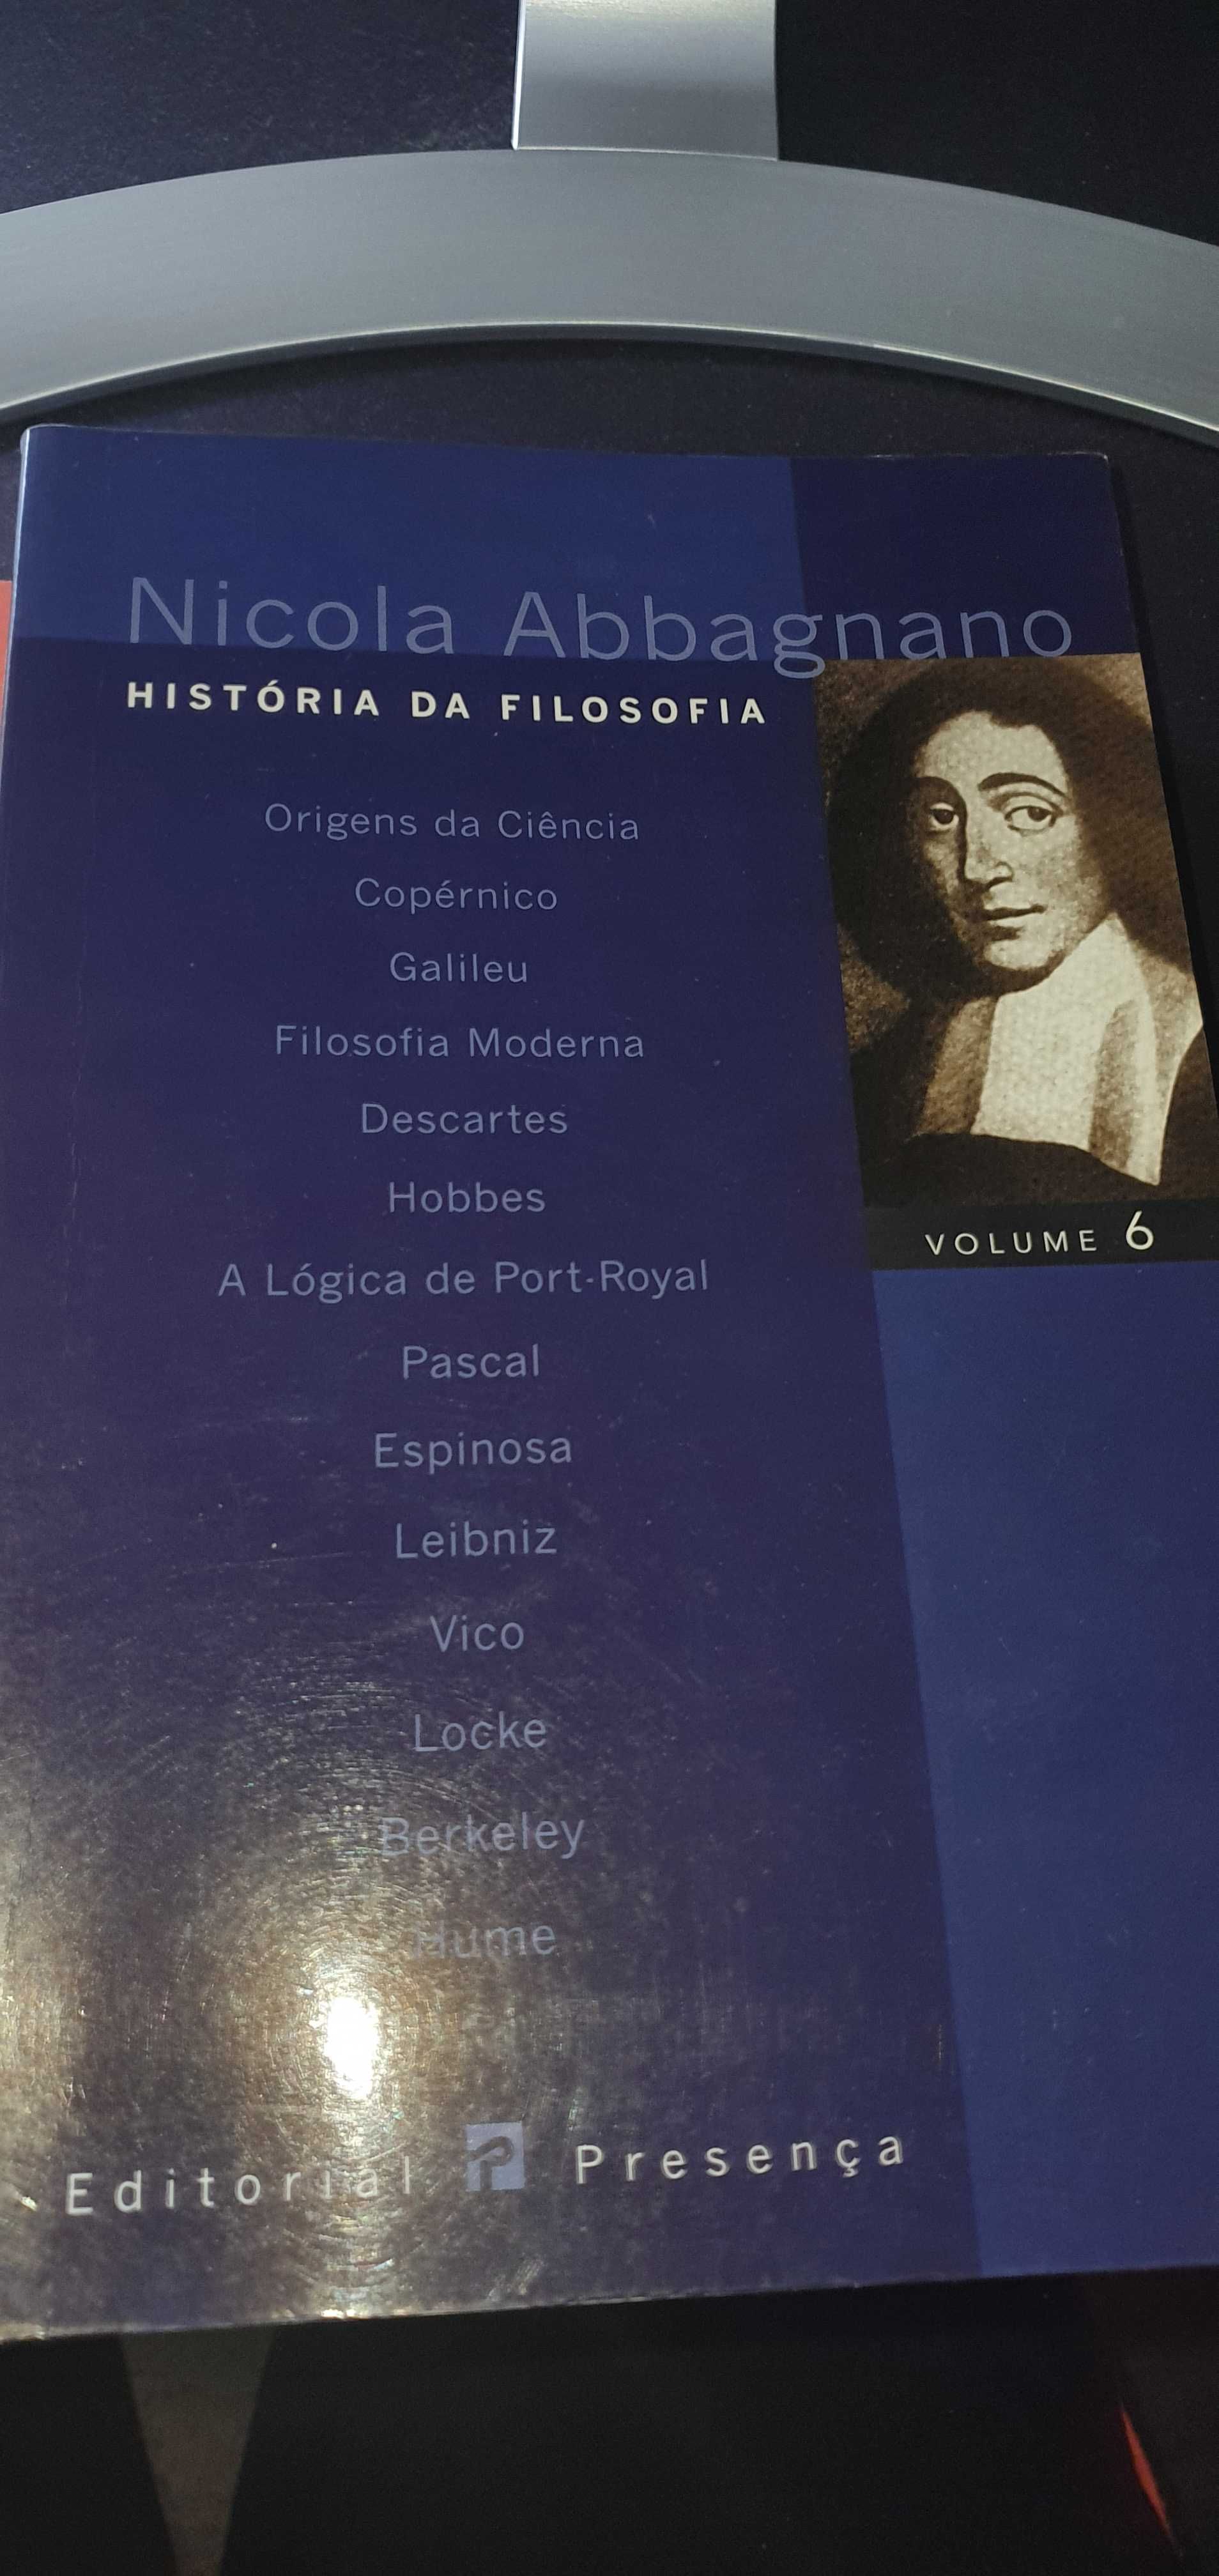 Nicola Abbagnano
HISTÓRIA DA FILOSOFIA
Origens da Ciência
Copérnico
Galileu
Filosofia Moderna
Descartes
Hobbes
A Lógica de Port-Royal
Pascal
Espinosa
Leibniz
Vico
Locke
Berkeley
Hume
VOLUME 6
Editorial Presença